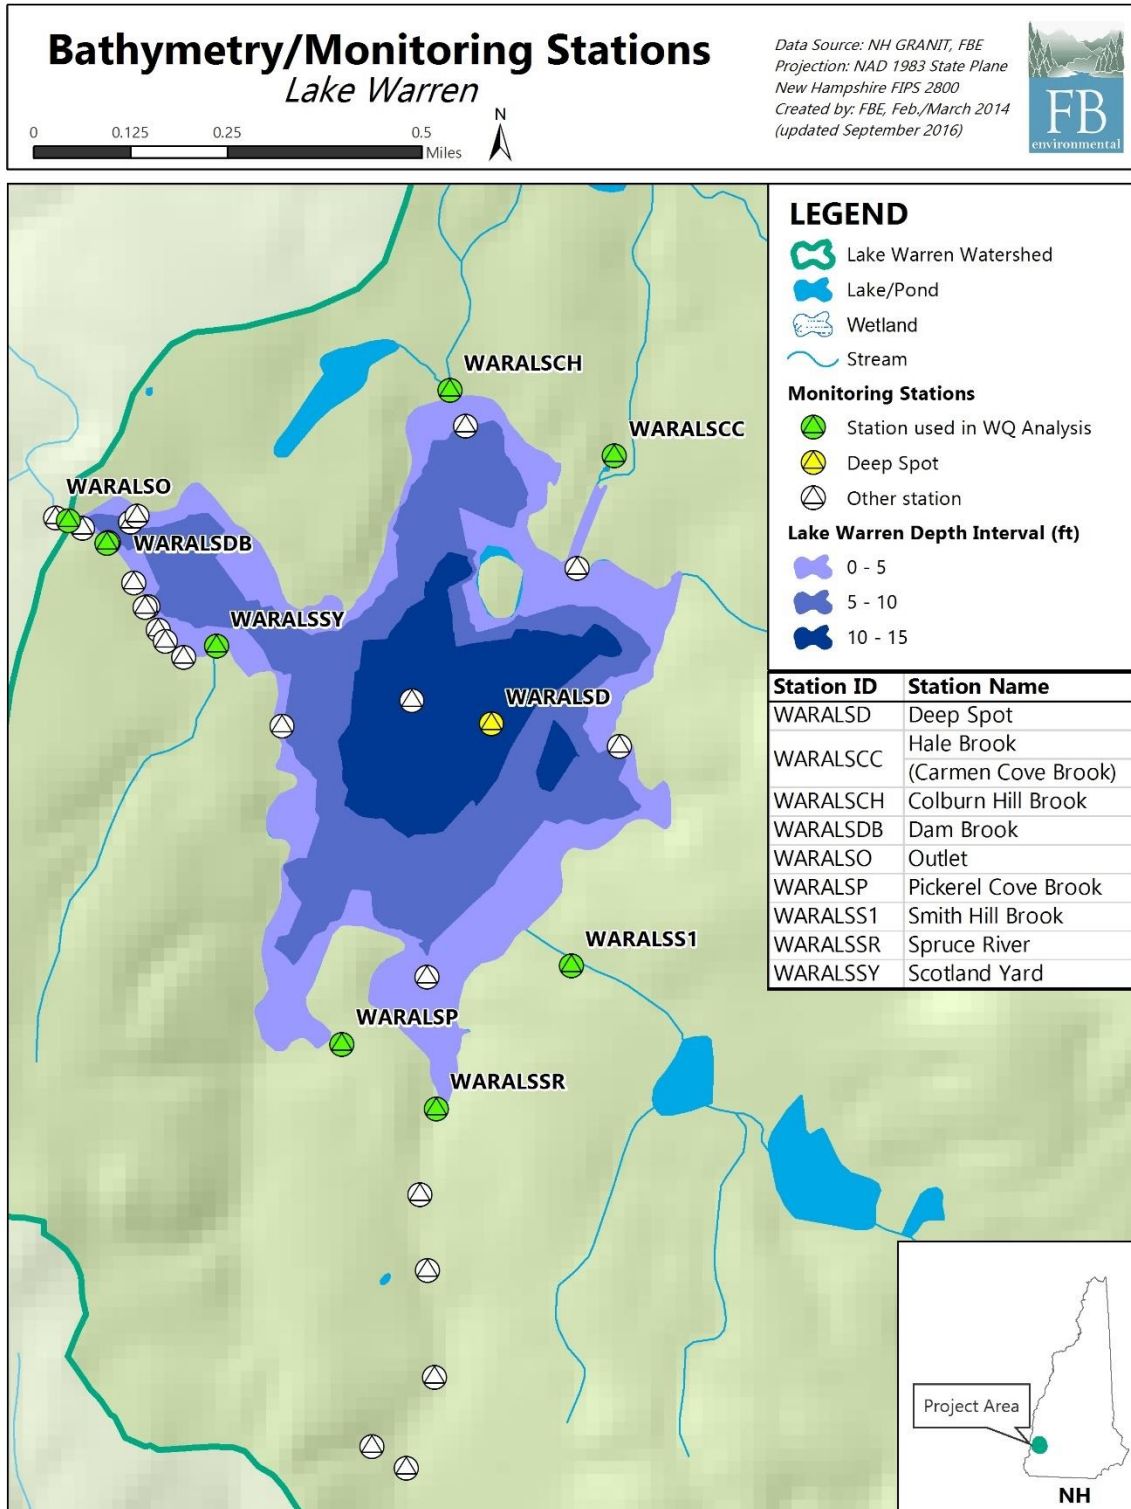 Bathymetry/Monitoring Stations
Lake Warren
Data Source: NH GRANIT, FBE
Projection: NAD 1983 State Plane
New Hampshire FIPS 2800
Created by: FBE, Feb./March 2014
(updated September 2016)
FB
environmental
0 0.125 0.25 0.5
Miles
N
LEGEND
Lake Warren Watershed
Lake/Pond
Wetland
Stream
Monitoring Stations
Station used in WQ Analysis
Deep Spot
Other station
Lake Warren Depth Interval (ft)
0 - 5
5 - 10
10 - 15
Station ID Station Name
WARALSD Deep Spot
WARALSCC Hale Brook
(Carmen Cove Brook)
WARALSCH Colburn Hill Brook
WARALSDB Dam Brook
WARALSO Outlet
WARALSP Pickerel Cove Brook
WARALSS1 Smith Hill Brook
WARALSSR Spruce River
WARALSSY Scotland Yard
WARALSCH
WARALSCC
WARALSO
WARALSDB
WARALSSY
WARALSD
WARALSS1
WARALSP
WARALSSR
Project Area
NH